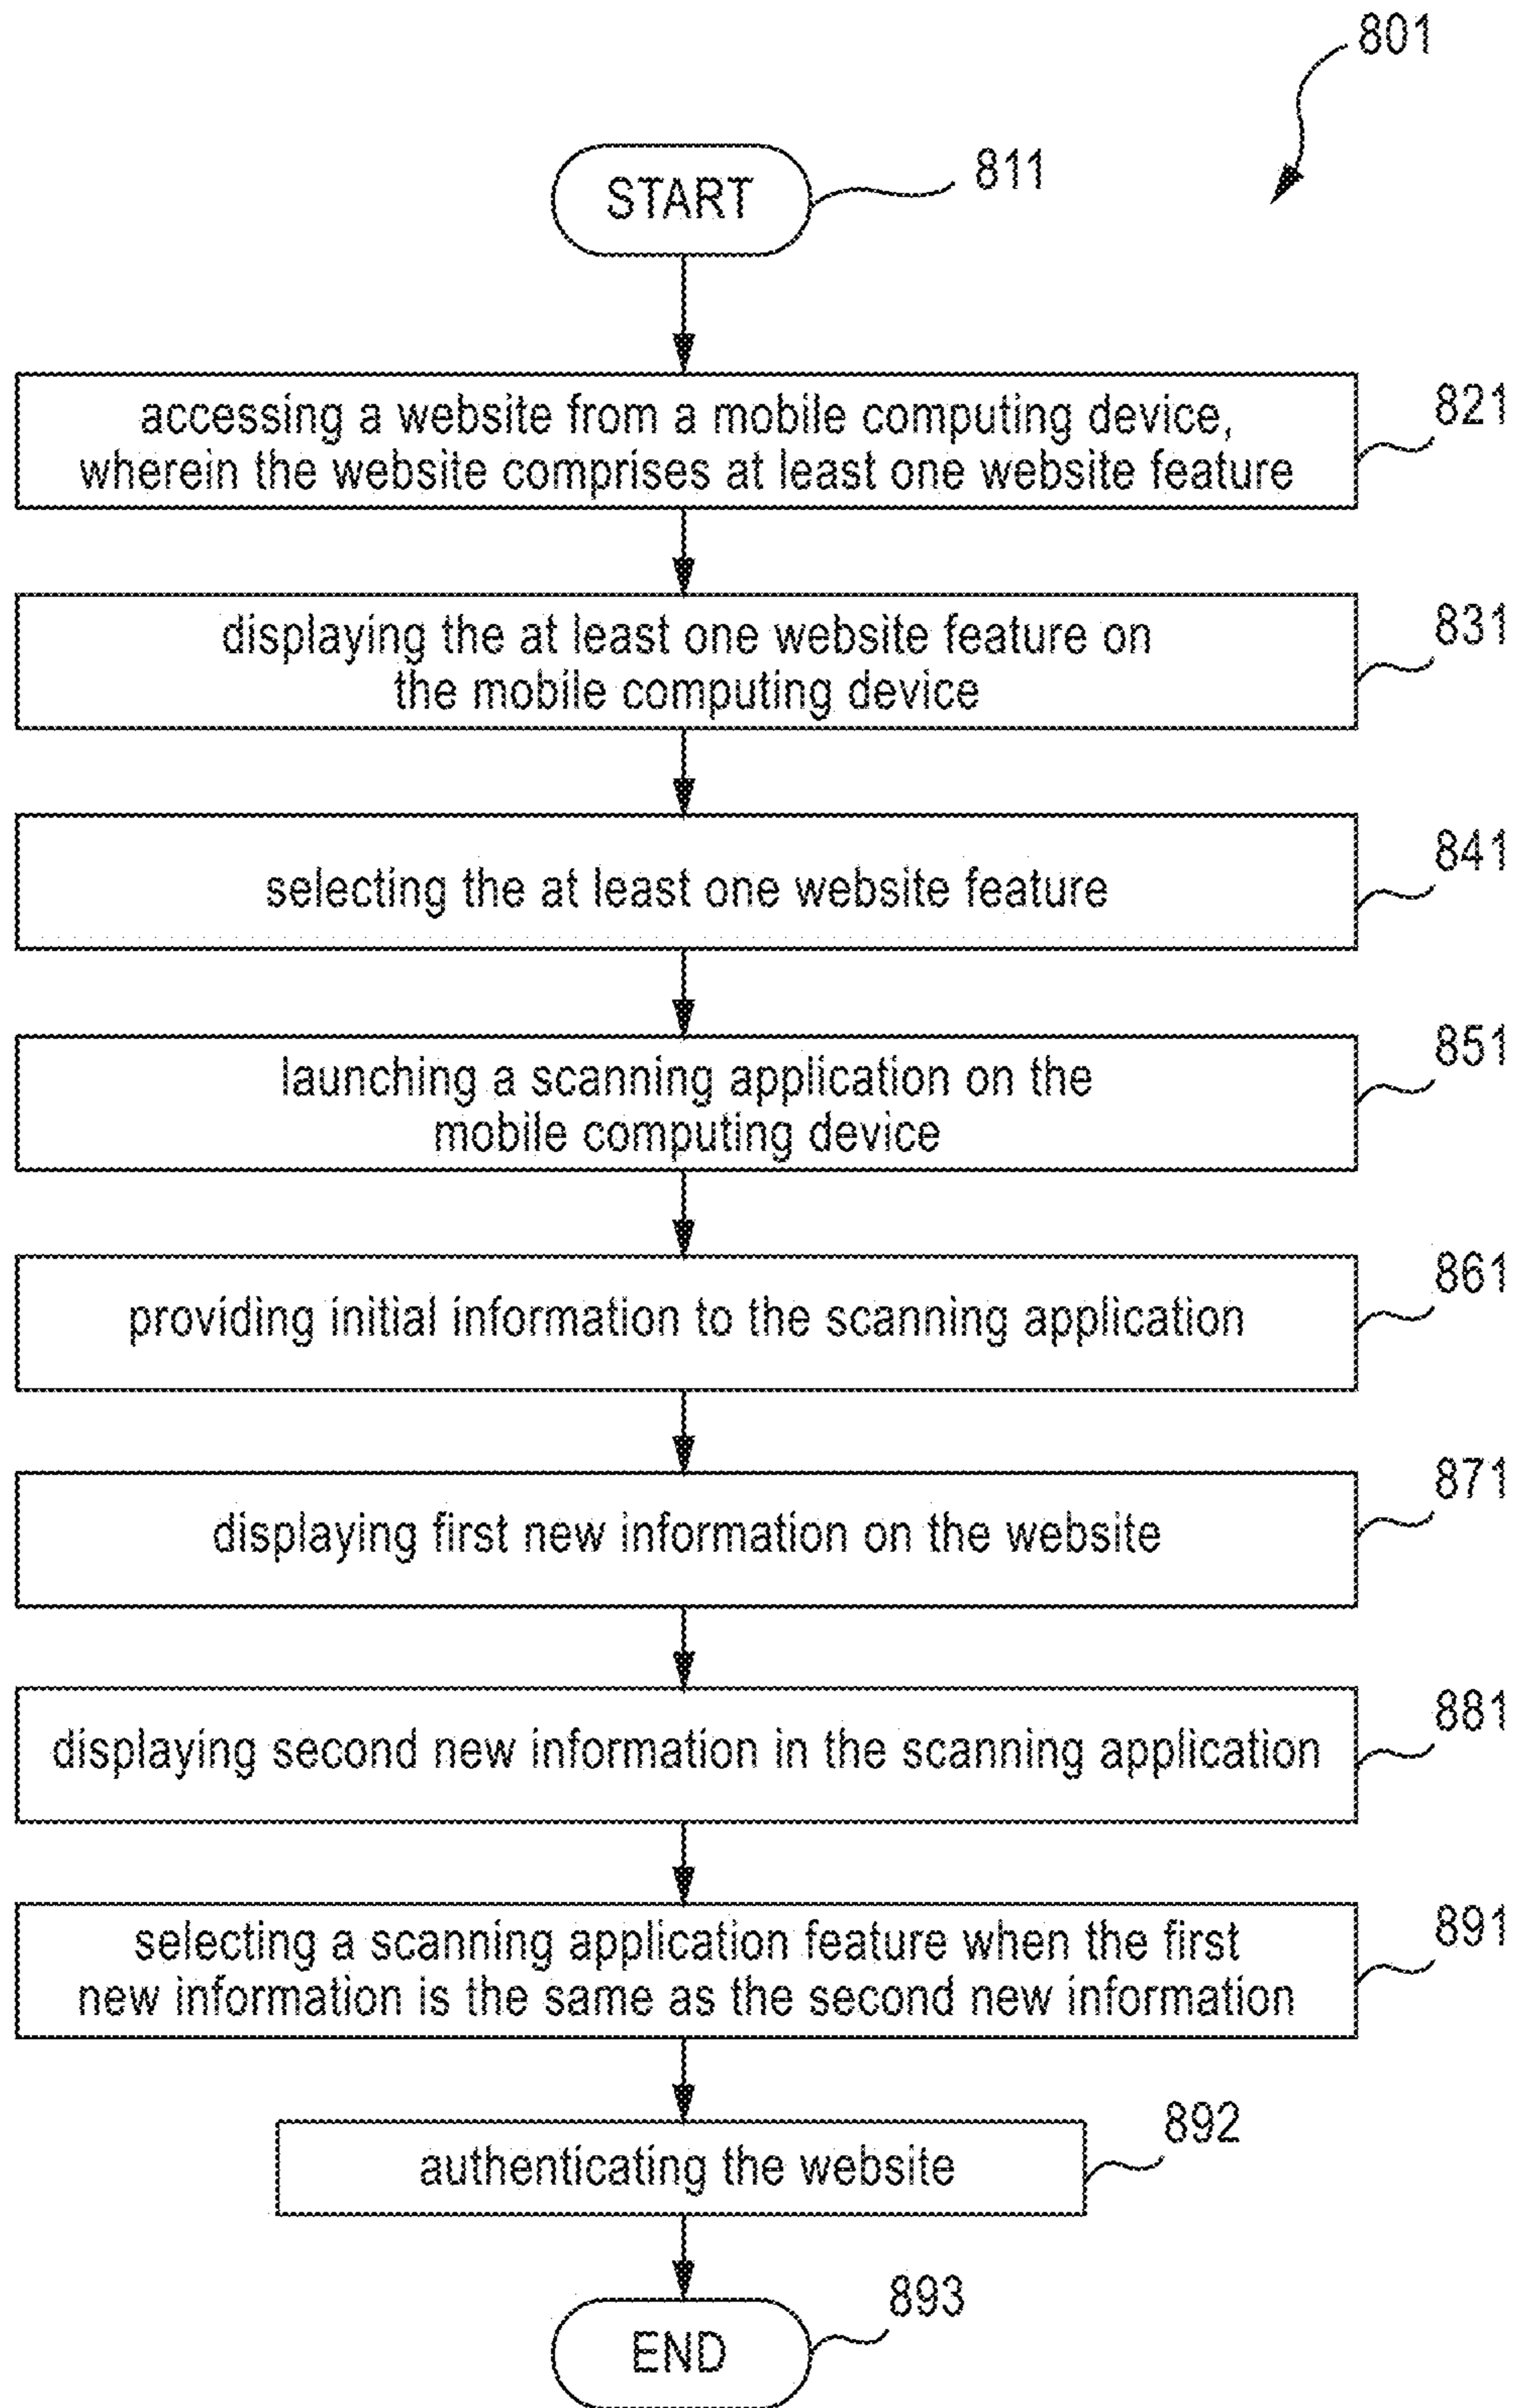 801
START
811
accessing a website from a mobile computing device,
wherein the website comprises at least one website feature
821
displaying the at least one website feature on
the mobile computing device
831
selecting the at least one website feature
841
launching a scanning application on the
mobile computing device
851
providing initial information to the scanning application
861
displaying first new information on the website
871
displaying second new information in the scanning application
881
selecting a scanning application feature when the first
new information is the same as the second new information
891
authenticating the website
892
END
893